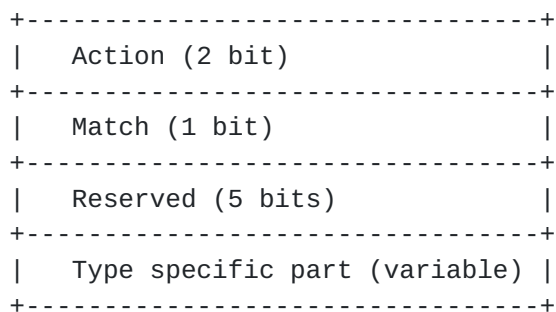 +---------------------------------+
|   Action (2 bit)                |
+---------------------------------+
|   Match (1 bit)                 |
+---------------------------------+
|   Reserved (5 bits)             |
+---------------------------------+
|   Type specific part (variable) |
+---------------------------------+